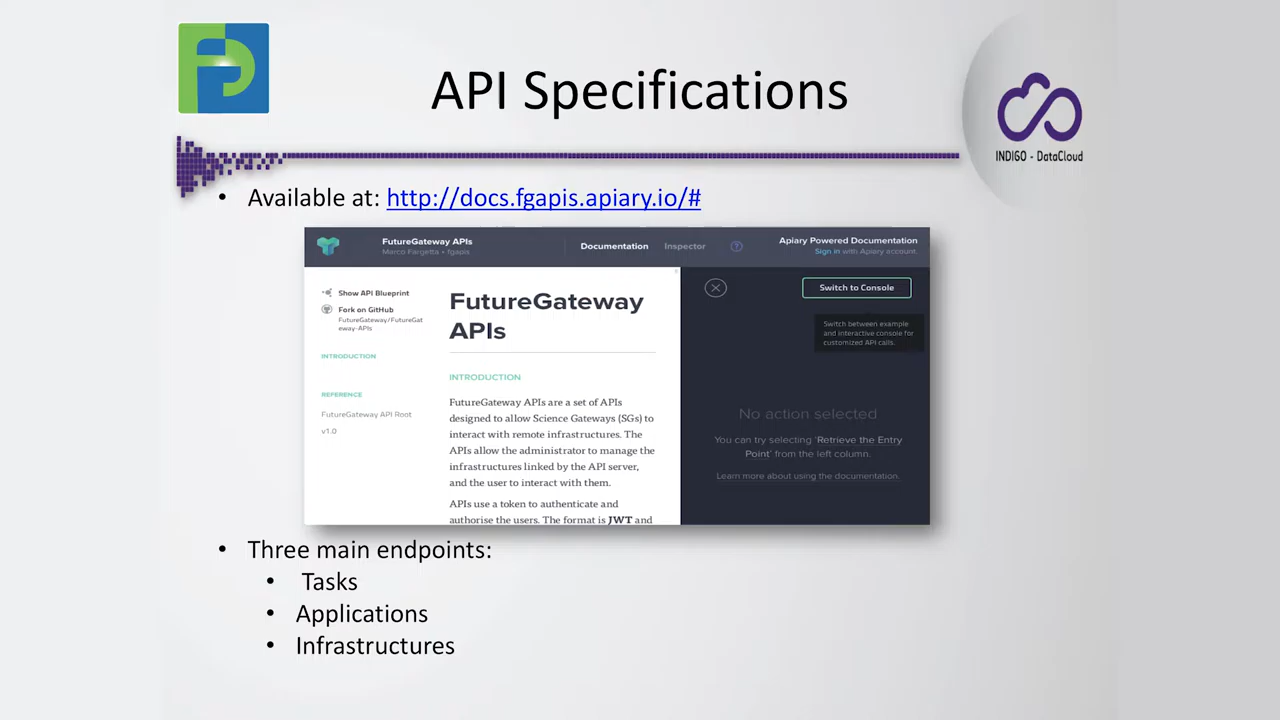 API Specifications
INDIGO - DataCloud
• Available at: http://docs.fgapis.apiary.io/#
FutureGateway APIs
Marco Fargetta • fgapis
Documentation
Inspector
?
Apiary Powered Documentation
Sign in with Apiary account.
Show API Blueprint
Fork on GitHub
FutureGateway/FutureGat
eway-APIs
INTRODUCTION
REFERENCE
FutureGateway API Root
v1.0
FutureGateway
APIs
INTRODUCTION
FutureGateway APIs are a set of APIs
designed to allow Science Gateways (SGs) to
interact with remote infrastructures. The
APIs allow the administrator to manage the
infrastructures linked by the API server,
and the user to interact with them.
APIs use a token to authenticate and
authorise the users. The format is JWT and
Switch to Console
Switch between example
and interactive console for
customized API calls.
No action selected
You can try selecting 'Retrieve the Entry
Point' from the left column.
Learn more about using the documentation.
• Three main endpoints:
• Tasks
• Applications
• Infrastructures